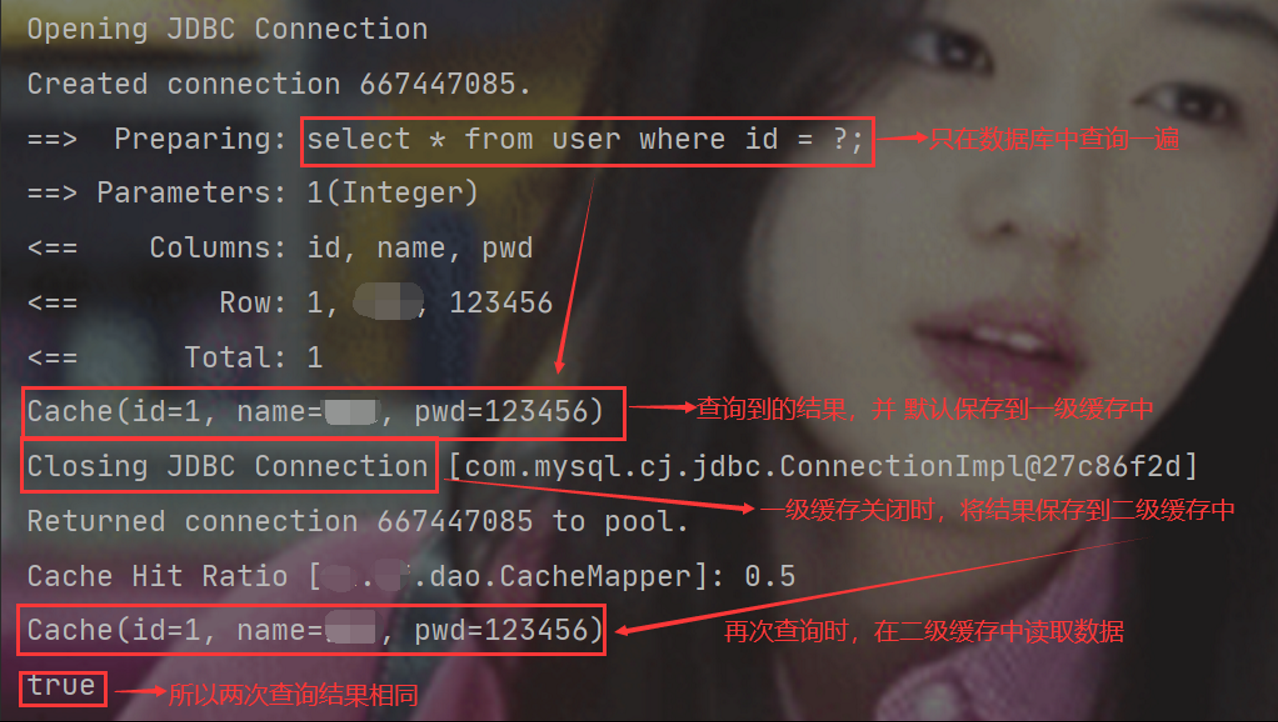 Opening JDBC Connection
Created connection 667447085.
==> Preparing: select * from user where id = ?; 只在数据库中查询一遍
==> Parameters: 1(Integer)
<== Columns: id, name, pwd
<== Row: 1, , 123456
<== Total: 1
Cache(id=1, name=, pwd=123456) 查询到的结果，并 默认保存到一级缓存中
Closing JDBC Connection [com.mysql.cj.jdbc.ConnectionImpl@27c86f2d]
一级缓存关闭时，将结果保存到二级缓存中
Returned connection 667447085 to pool.
Cache Hit Ratio [..dao.CacheMapper]: 0.5
Cache(id=1, name=, pwd=123456) 再次查询时，在二级缓存中读取数据
true 所以两次查询结果相同